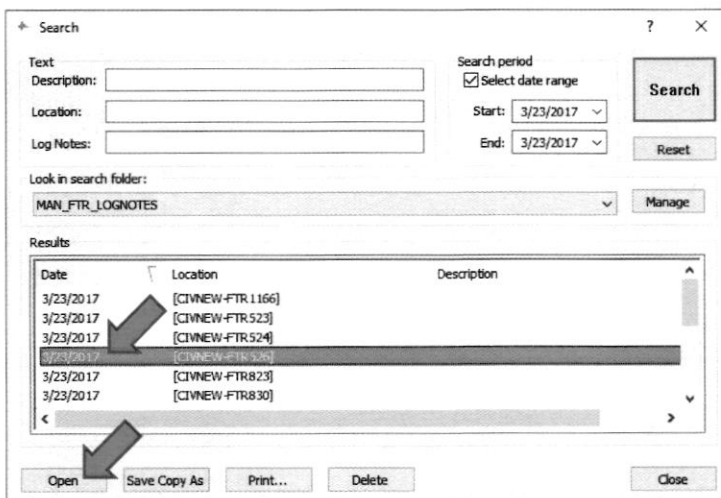 Search ? X
Text
Description:
Location:
Log Notes:
Search period
Select date range
Start: 3/23/2017
End: 3/23/2017
Search
Reset
Look in search folder:
MAN_FTR_LOGNOTES
Manage
Results
Date Location Description
3/23/2017 [CIVNEW-FTR1166]
3/23/2017 [CIVNEW-FTR523]
3/23/2017 [CIVNEW-FTR524]
3/23/2017 [CIVNEW-FTR526]
3/23/2017 [CIVNEW-FTR823]
3/23/2017 [CIVNEW-FTR830]
Open Save Copy As Print... Delete Close